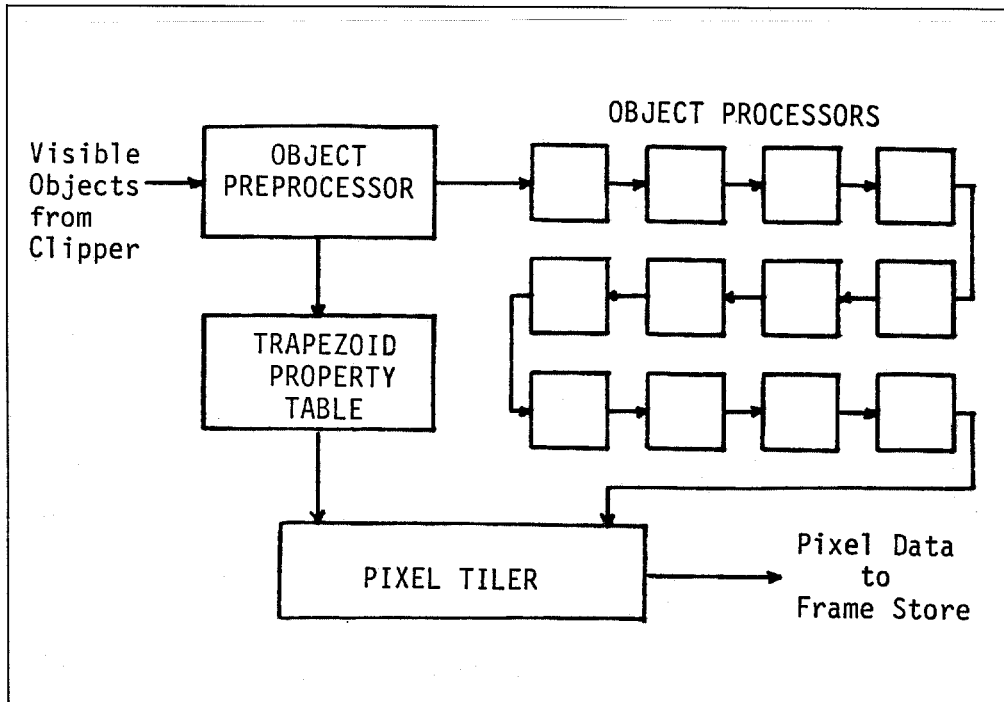 OBJECT PROCESSORS
Visible
Objects
from
Clipper
OBJECT
PREPROCESSOR
TRAPEZOID
PROPERTY
TABLE
PIXEL TILER
Pixel Data
to
Frame Store